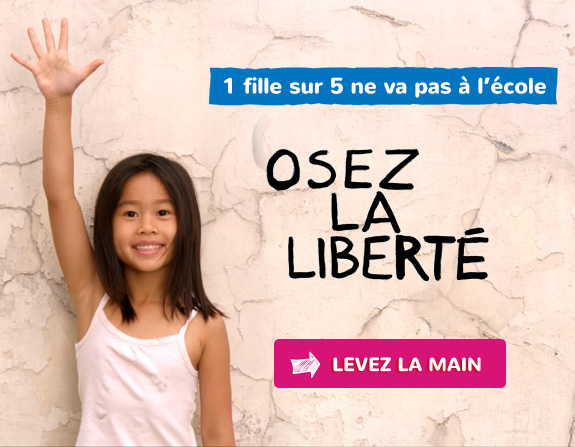 1 fille sur 5 ne va pas à l'école
OSEZ
LA
LIBERTÉ
LEVEZ LA MAIN